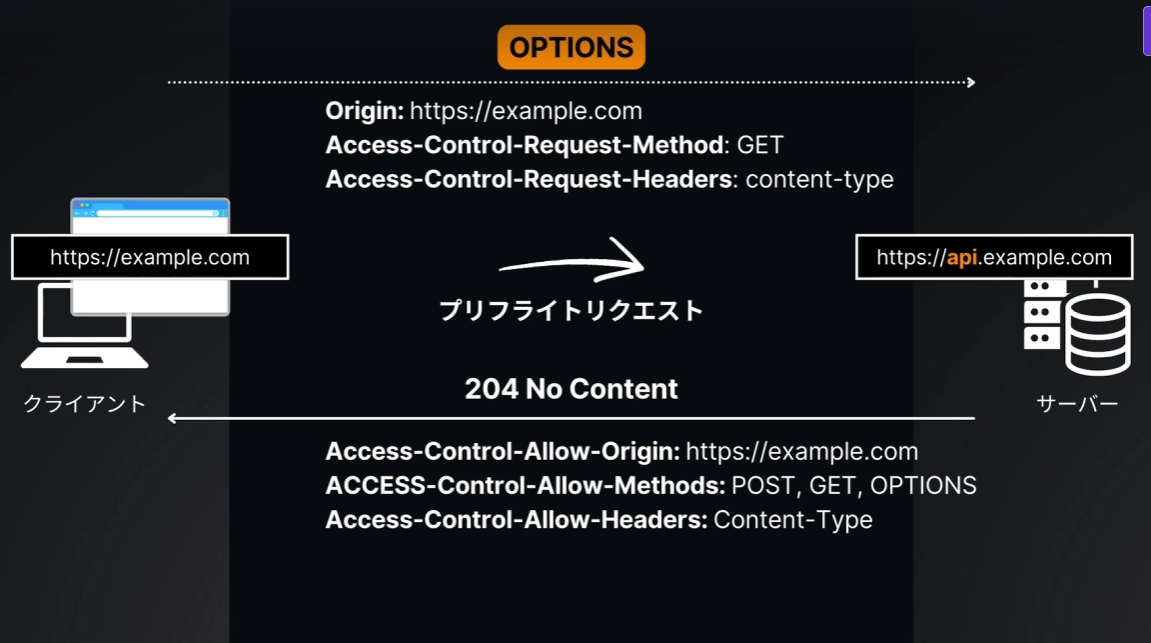 OPTIONS
Origin: https://example.com
Access-Control-Request-Method: GET
Access-Control-Request-Headers: content-type
https://example.com
https://api.example.com
プリフライトリクエスト
クライアント
サーバー
204 No Content
Access-Control-Allow-Origin: https://example.com
ACCESS-Control-Allow-Methods: POST, GET, OPTIONS
Access-Control-Allow-Headers: Content-Type